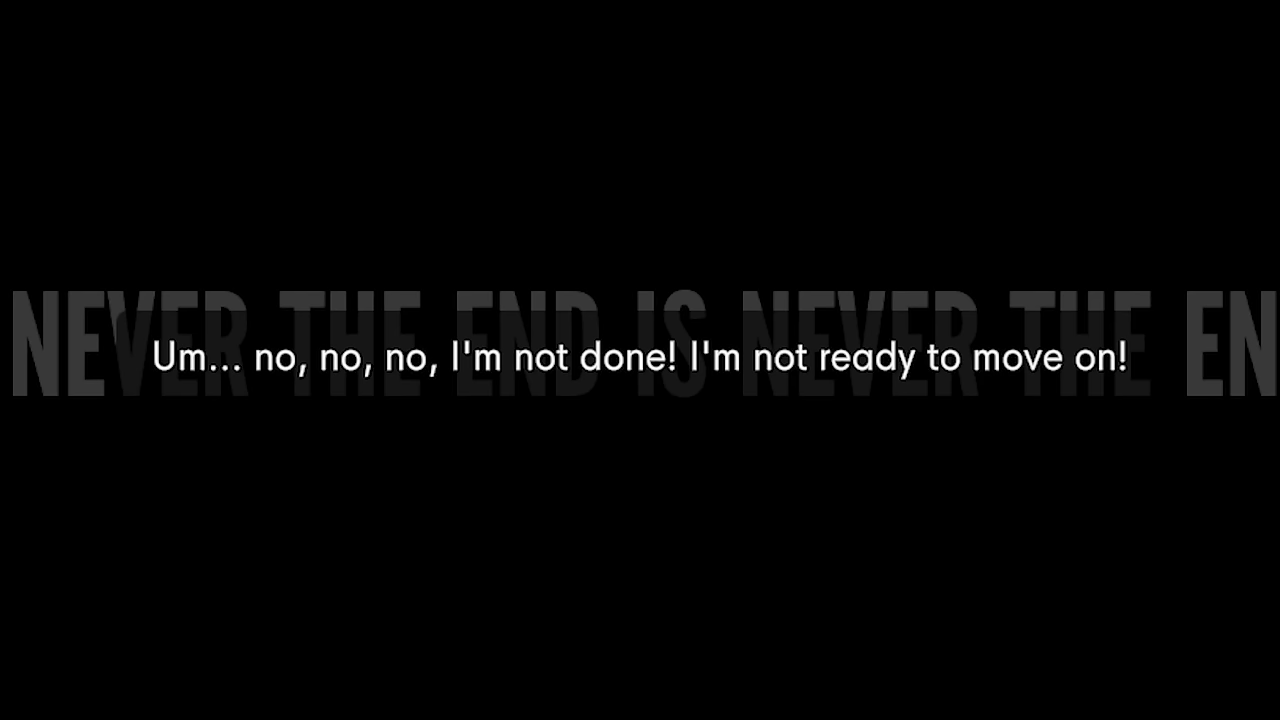 NEVER THE END IS NEVER THE EN
Um... no, no, no, I'm not done! I'm not ready to move on!